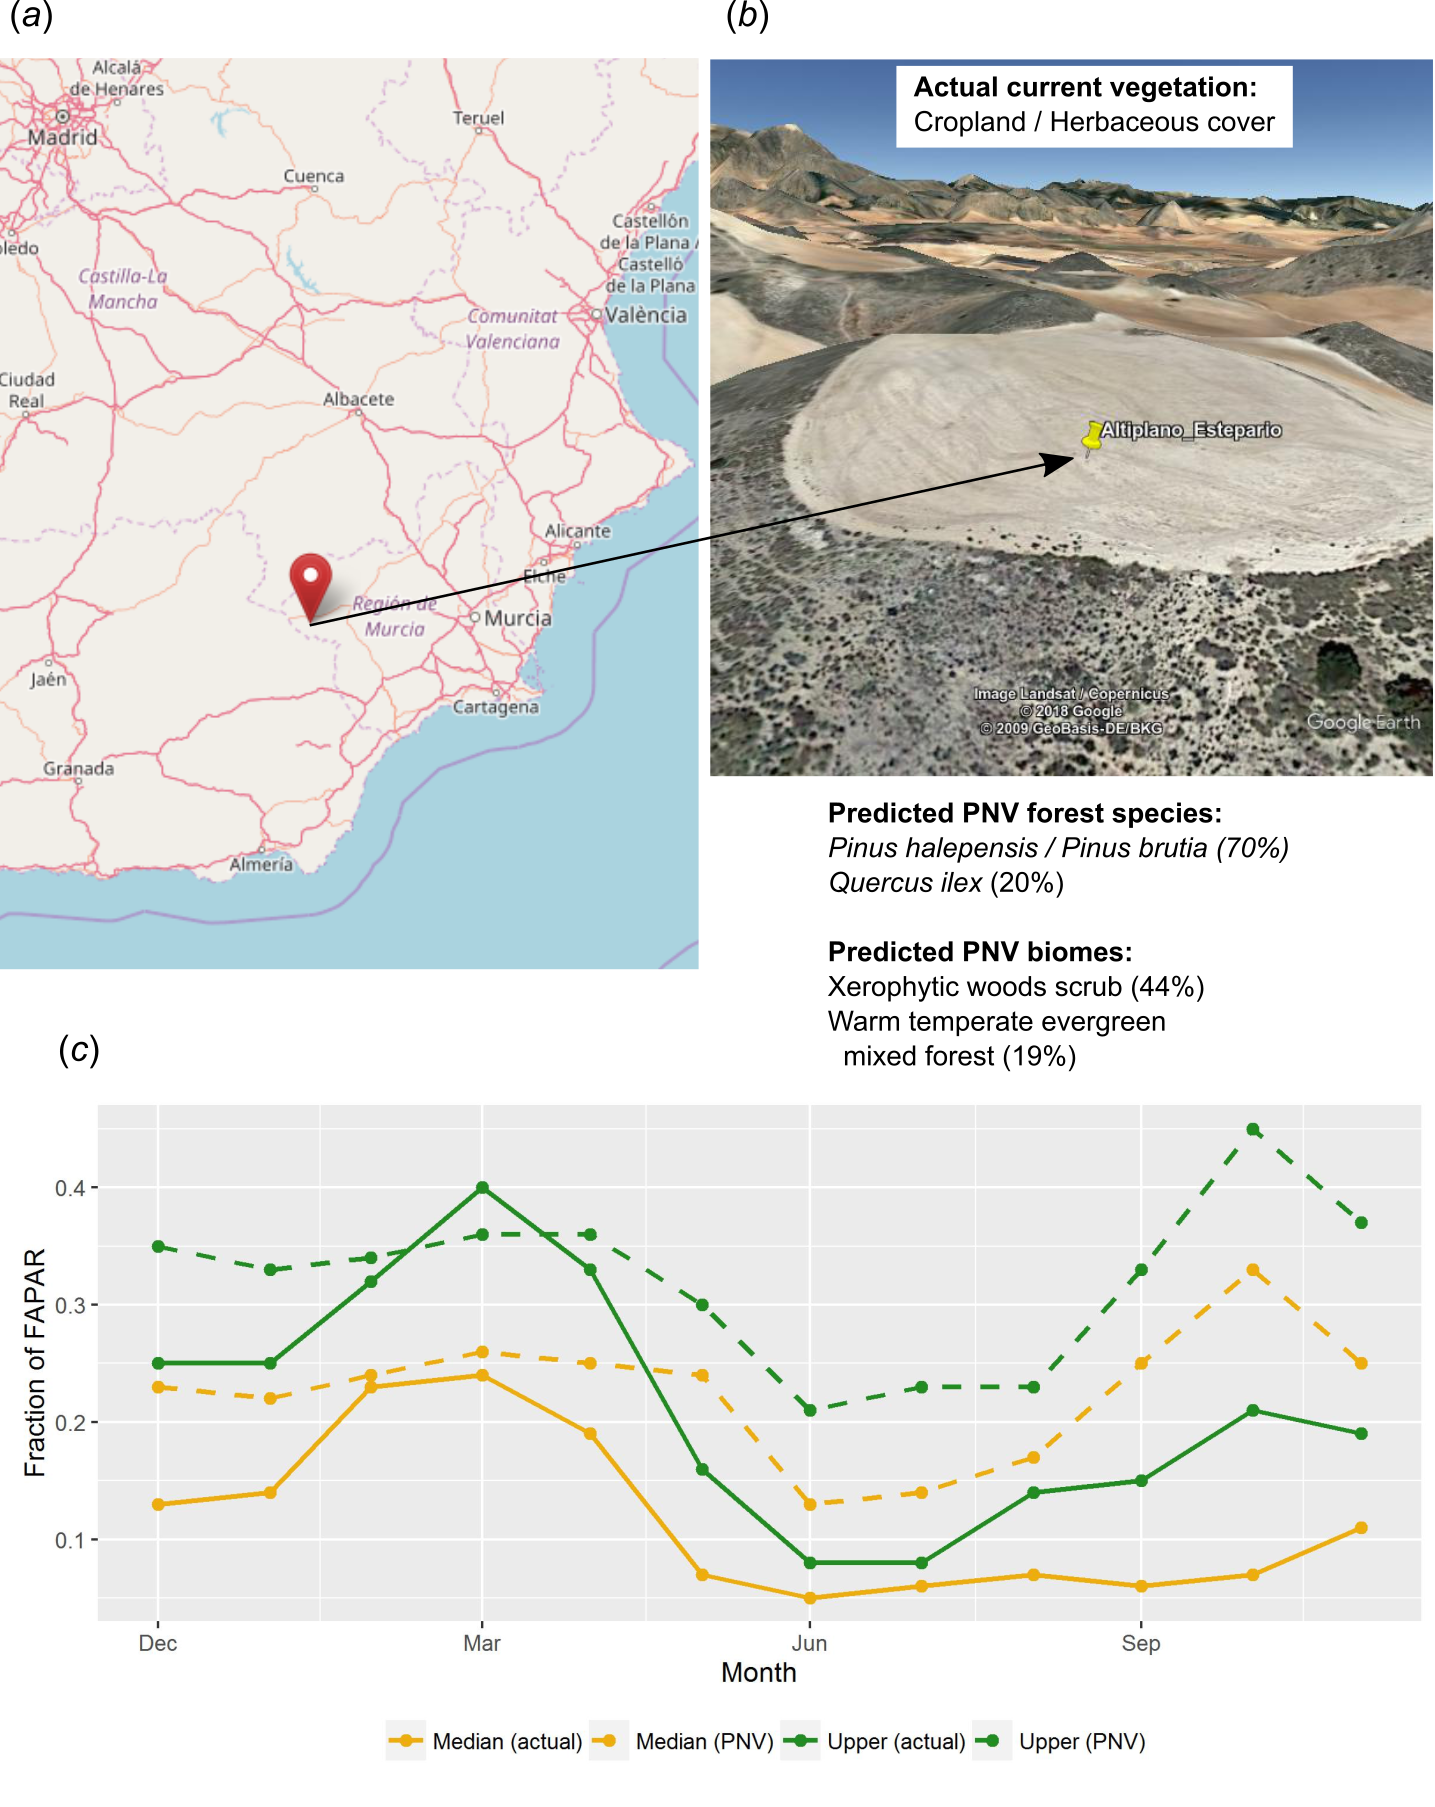 (a)
Alcalá
de Henares
Madrid
Teruel
Cuenca
Castellón
de la Plana /
Castelló
de la Plana
oledo
Castilla-La
Mancha
Comunitat
Valenciana
València
Ciudad
Real
Albacete
Alicante
Elche
Región de
Murcia
Murcia
Jaén
Cartagena
Granada
Almería
(b)
Actual current vegetation:
Cropland / Herbaceous cover
Altiplano_Estepario
Image Landsat / Copernicus
© 2018 Google
© 2009 GeoBasis-DE/BKG
Google Earth
Predicted PNV forest species:
Pinus halepensis / Pinus brutia (70%)
Quercus ilex (20%)
Predicted PNV biomes:
Xerophytic woods scrub (44%)
Warm temperate evergreen
mixed forest (19%)
(c)
Fraction of FAPAR
0.4
0.3
0.2
0.1
Dec
Mar
Jun
Sep
Month
Median (actual)
Median (PNV)
Upper (actual)
Upper (PNV)